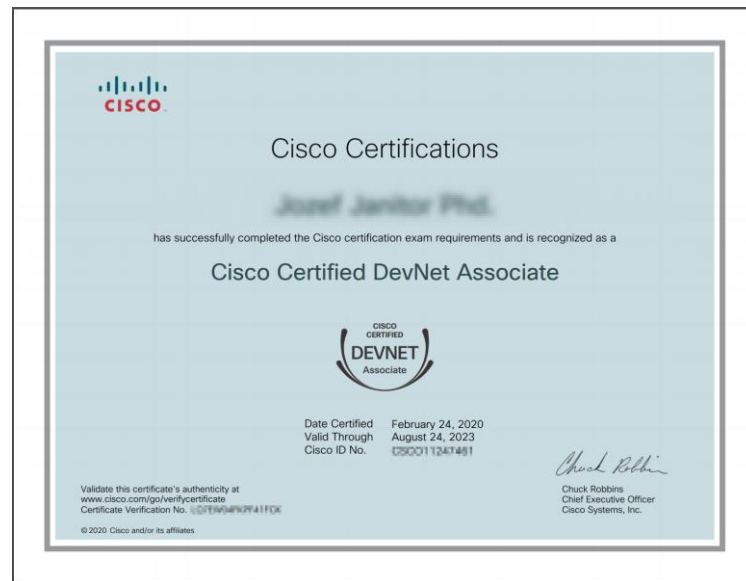 CISCO
Cisco Certifications
has successfully completed the Cisco certification exam requirements and is recognized as a
Cisco Certified DevNet Associate
CISCO
CERTIFIED
DEVNET
Associate
Date Certified February 24, 2020
Valid Through August 24, 2023
Cisco ID No.
Chuck Robbins
Validate this certificate's authenticity at
www.cisco.com/go/verifycertificate
Certificate Verification No.
© 2020 Cisco and/or its affiliates
Chuck Robbins
Chief Executive Officer
Cisco Systems, Inc.